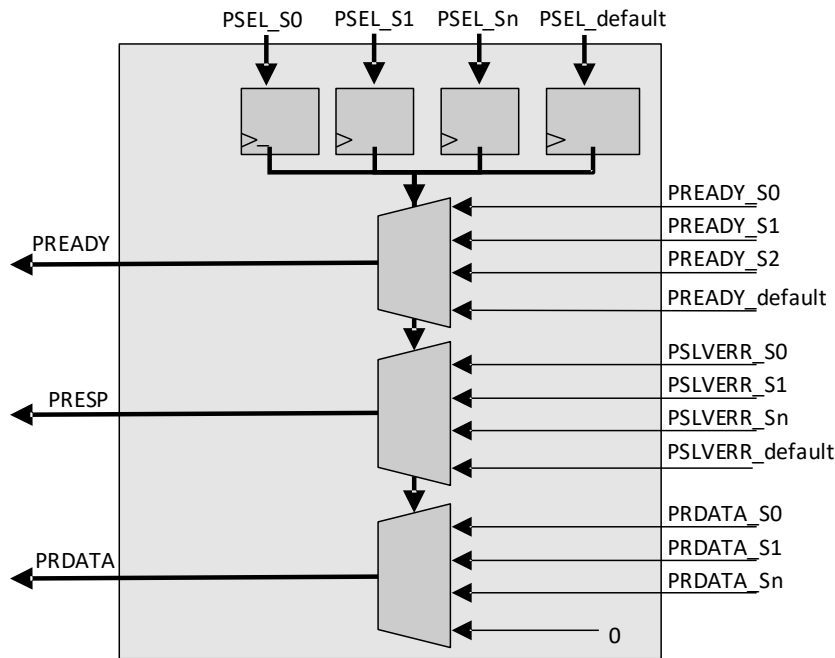 PSEL_S0 PSEL_S1 PSEL_Sn PSEL_default
PREADY_S0
PREADY_S1
PREADY
PREADY_S2
PREADY_default
PSLVERR_S0
PSLVERR_S1
PRESP
PSLVERR_Sn
PSLVERR_default
PRDATA_S0
PRDATA_S1
PRDATA
PRDATA_Sn
0